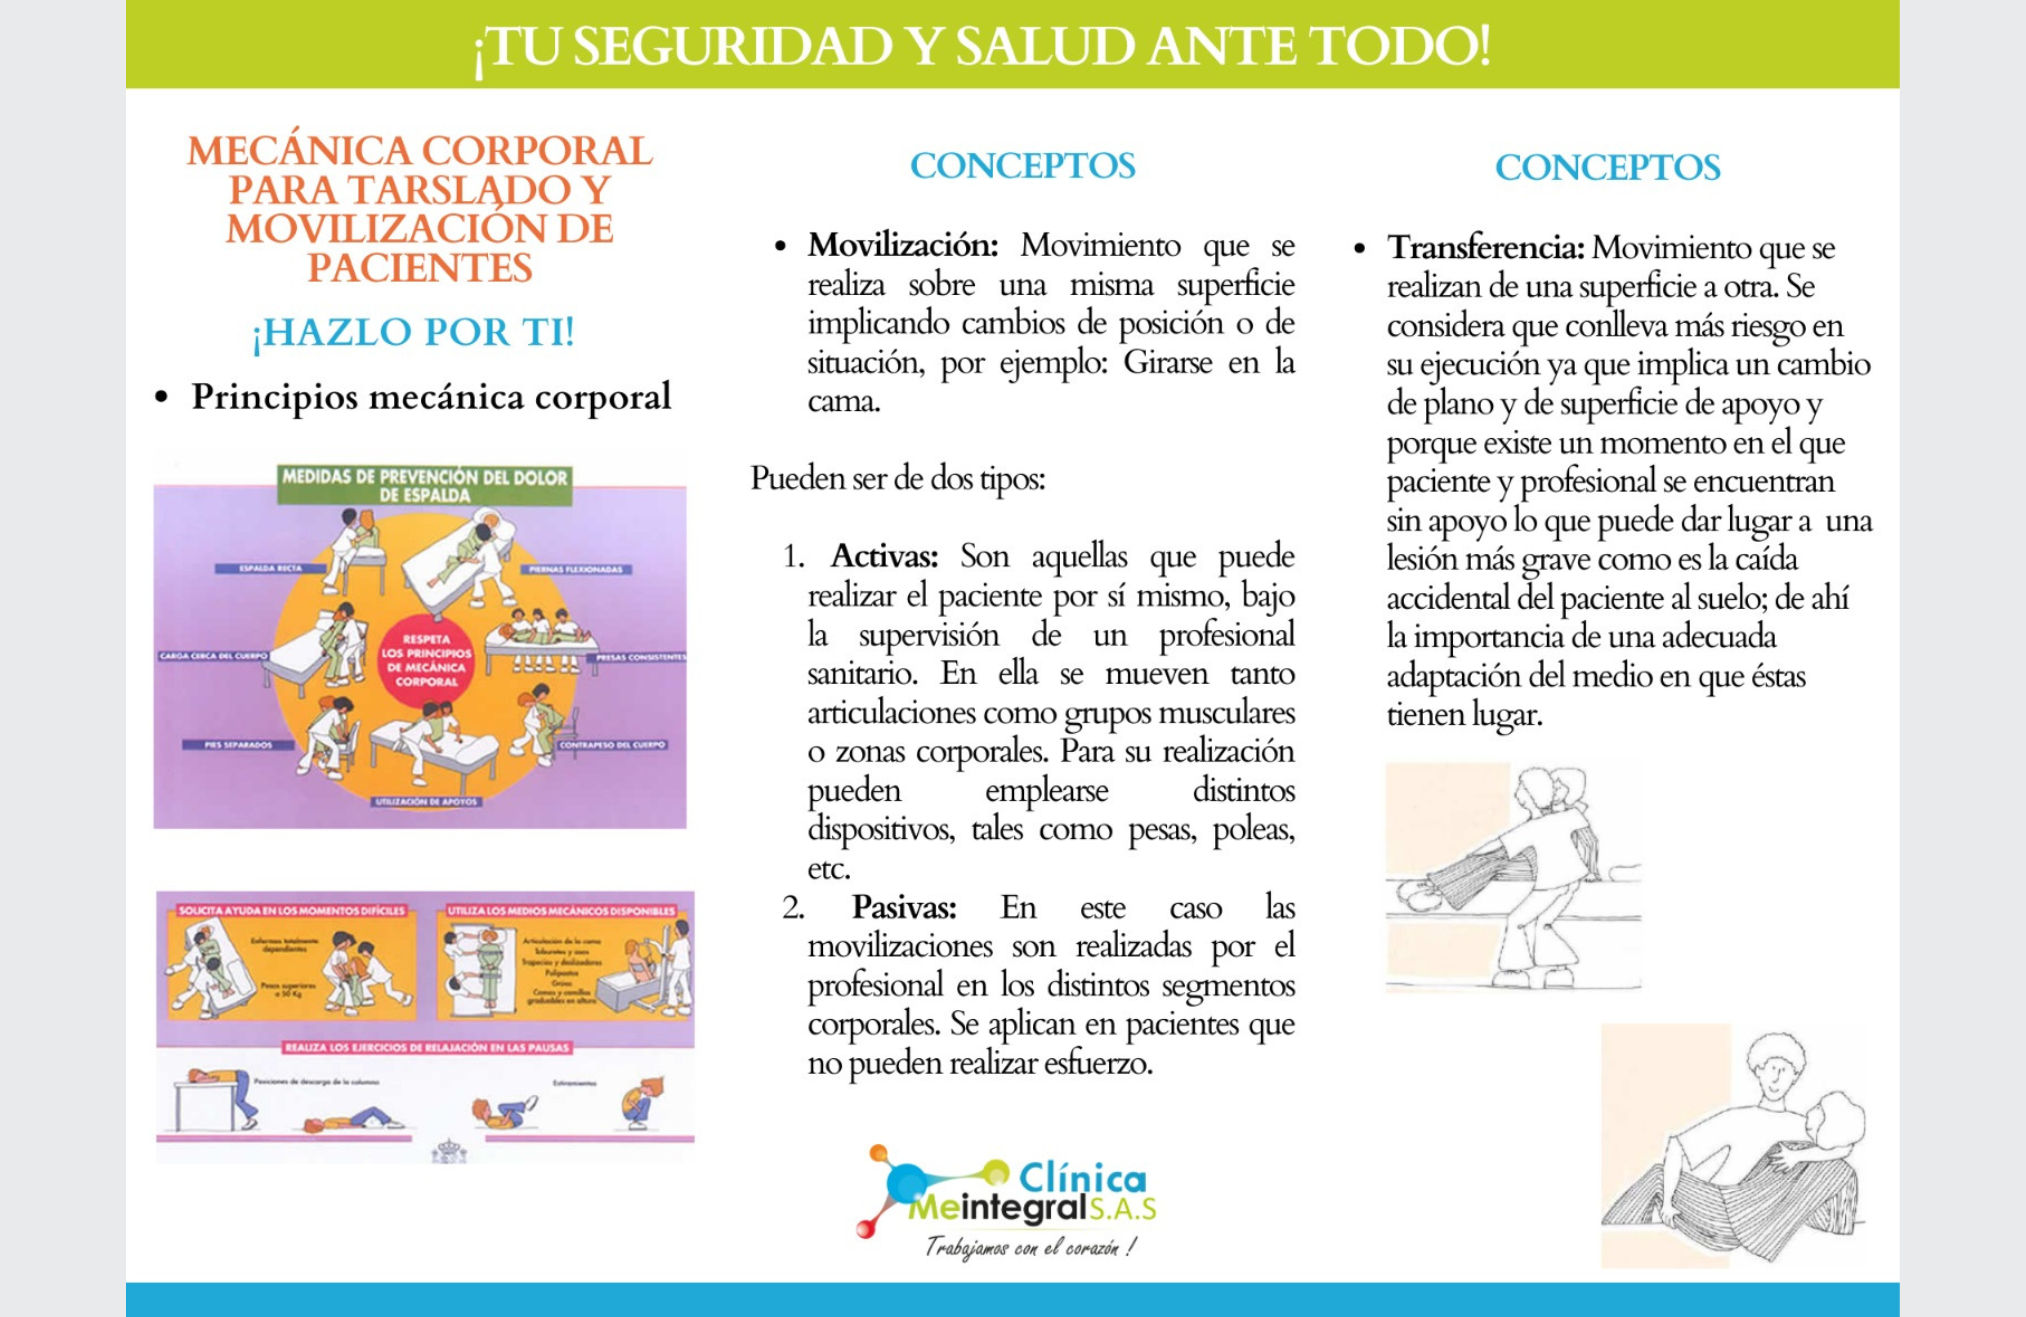 ¡TU SEGURIDAD Y SALUD ANTE TODO!
MECÁNICA CORPORAL
PARA TARSLADO Y
MOVILIZACIÓN DE
PACIENTES
¡HAZLO POR TI!
• Principios mecánica corporal
MEDIDAS DE PREVENCIÓN DEL DOLOR
DE ESPALDA
ESPALDA RECTA
PIERNAS FLEXIONADAS
CARGA CERCA DEL CUERPO
RESPETA
LOS PRINCIPIOS
DE MECÁNICA
CORPORAL
PRESAS CONSISTENTES
PIES SEPARADOS
CONTRAPESO DEL CUERPO
UTILIZACIÓN DE APOYOS
SOLICITA AYUDA EN LOS MOMENTOS DIFÍCILES
Enfermos totalmente
dependientes
Pesos superiores
a 50 Kg
UTILIZA LOS MEDIOS MECÁNICOS DISPONIBLES
Articulación de la cama
Taburetes y asas
Trapecios y deslizadores
Polipastos
Grúas
Camas y camillas
graduables en altura
REALIZA LOS EJERCICIOS DE RELAJACIÓN EN LAS PAUSAS
Posiciones de descarga de la columna
Estiramientos
CONCEPTOS
• Movilización: Movimiento que se
realiza sobre una misma superficie
implicando cambios de posición o de
situación, por ejemplo: Girarse en la
cama.
Pueden ser de dos tipos:
1. Activas: Son aquellas que puede
realizar el paciente por sí mismo, bajo
la supervisión de un profesional
sanitario. En ella se mueven tanto
articulaciones como grupos musculares
o zonas corporales. Para su realización
pueden emplearse distintos
dispositivos, tales como pesas, poleas,
etc.
2. Pasivas: En este caso las
movilizaciones son realizadas por el
profesional en los distintos segmentos
corporales. Se aplican en pacientes que
no pueden realizar esfuerzo.
Clínica
Meintegral S.A.S
Trabajamos con el corazón !
CONCEPTOS
• Transferencia: Movimiento que se
realizan de una superficie a otra. Se
considera que conlleva más riesgo en
su ejecución ya que implica un cambio
de plano y de superficie de apoyo y
porque existe un momento en el que
paciente y profesional se encuentran
sin apoyo lo que puede dar lugar a una
lesión más grave como es la caída
accidental del paciente al suelo; de ahí
la importancia de una adecuada
adaptación del medio en que éstas
tienen lugar.